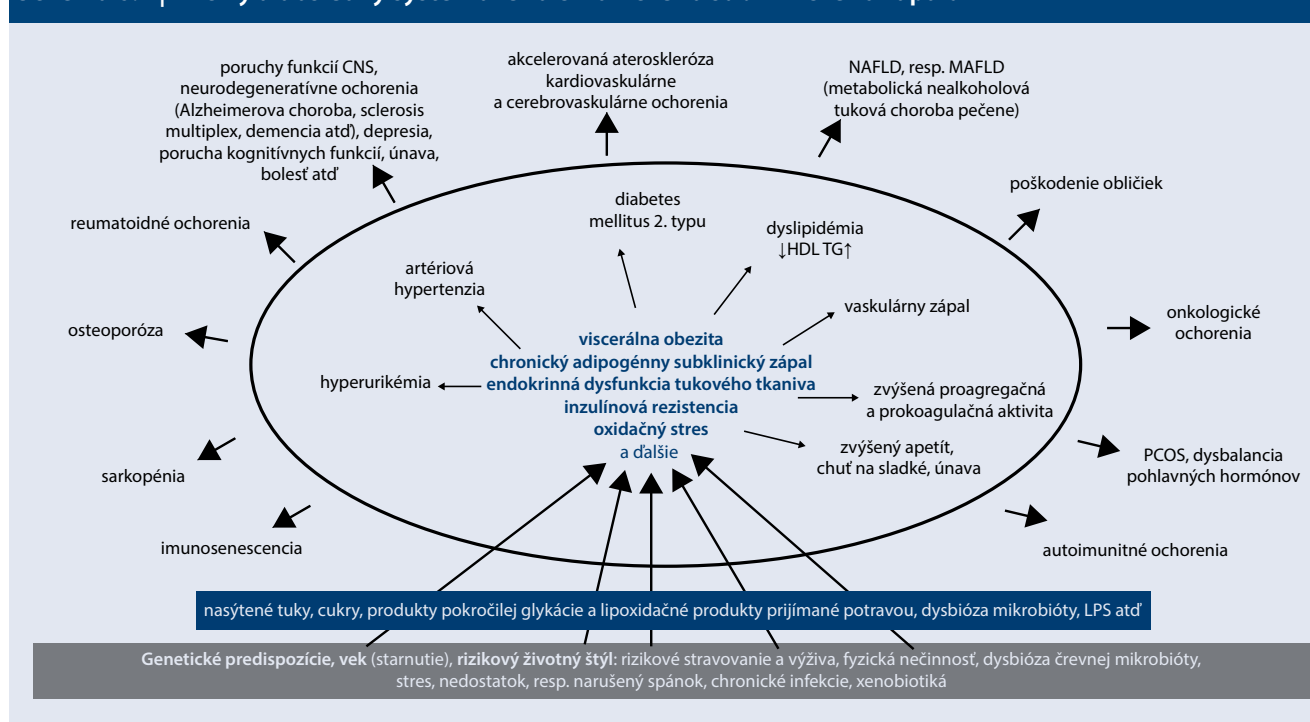 poruchy funkcií CNS,
neurodegeneratívne ochorenia
(Alzheimerova choroba, sclerosis
multiplex, demencia atď), depresia,
porucha kognitívnych funkcií, únava,
bolesť atď
akcelerovaná ateroskleróza
kardiovaskulárne
a cerebrovaskulárne ochorenia
NAFLD, resp. MAFLD
(metabolická nealkoholová
tuková choroba pečene)
poškodenie obličiek
reumatoidné ochorenia
diabetes
mellitus 2. typu
dyslipidémia
↓HDL TG↑
artériová
hypertenzia
vaskulárny zápal
onkologické
ochorenia
osteoporóza
viscerálna obezita
chronický adipogénny subklinický zápal
endokrinná dysfunkcia tukového tkaniva
inzulínová rezistencia
oxidačný stres
a ďalšie
hyperurikémia
zvýšená proagregačná
a prokoagulačná aktivita
zvýšený apetít,
chuť na sladké, únava
PCOS, dysbalancia
pohlavných hormónov
sarkopénia
imunosenescencia
autoimunitné ochorenia
nasýtené tuky, cukry, produkty pokročilej glykácie a lipoxidačné produkty prijímané potravou, dysbióza mikrobióty, LPS atď
Genetické predispozície, vek (starnutie), rizikový životný štýl: rizikové stravovanie a výživa, fyzická nečinnosť, dysbióza črevnej mikrobióty,
stres, nedostatok, resp. narušený spánok, chronické infekcie, xenobiotiká